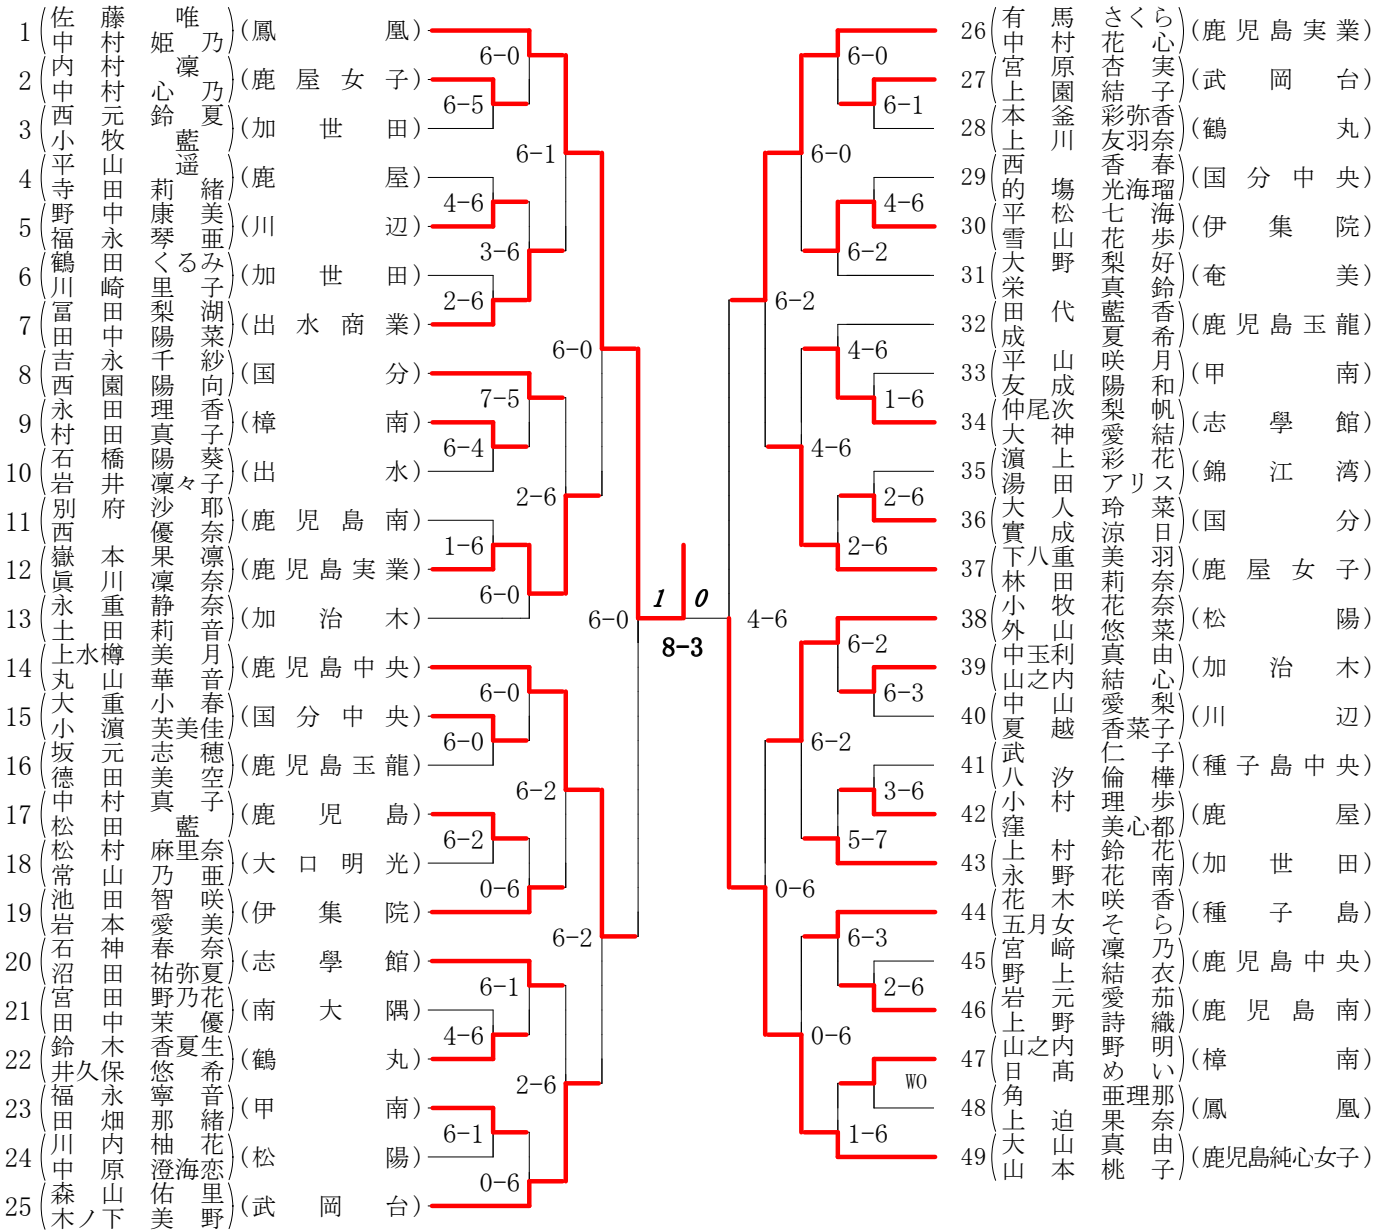 1 佐藤 唯 中村 姫乃 (鳳凰)
2 内村 凜 中村 心乃 (鹿屋女子)
3 西元 鈴夏 小牧 藍 (加世田)
4 平山 遥 寺田 莉緒 (鹿屋)
5 野中 康美 福永 琴亜 (川辺)
6 鶴田 くるみ 川崎 里子 (加世田)
7 冨田 梨湖 田中 陽菜 (出水商業)
8 吉永 千紗 西園 陽向 (国分)
9 永田 理香 村田 真子 (樟南)
10 石橋 陽葵 岩井 凜々子 (出水)
11 別府 沙耶 西 優奈 (鹿児島南)
12 嶽本 果凛 眞川 凜奈 (鹿児島実業)
13 永重 静奈 土田 莉音 (加治木)
14 上水樽 美月 丸山 華音 (鹿児島中央)
15 大重 小春 小濵 芙美佳 (国分中央)
16 坂元 志穂 德田 美空 (鹿児島玉龍)
17 中村 真子 松田 藍 (鹿児島)
18 松村 麻里奈 常山 乃亜 (大口明光)
19 池田 智咲 岩本 愛美 (伊集院)
20 石神 春奈 沼田 祐弥夏 (志學館)
21 宮田 野乃花 田中 茉優 (南大隅)
22 鈴木 香夏生 井久保 悠希 (鶴丸)
23 福永 寧音 田畑 那緒 (甲南)
24 川内 柚花 中原 澄海恋 (松陽)
25 森山 佑里 木ノ下 美野 (武岡台)
6-0
6-5
6-1
4-6
3-6
2-6
6-0
7-5
6-4
2-6
1-6
6-0
6-0
6-0
6-0
6-2
6-2
0-6
6-2
6-1
4-6
2-6
6-1
0-6
1 0
8-3
26 有馬 さくら 中村 花心 (鹿児島実業)
27 宮原 杏実 上園 結子 (武岡台)
28 本釜 彩弥香 上川 友羽奈 (鶴丸)
29 西 香春 的場 光海瑠 (国分中央)
30 平松 七海 雪山 花歩 (伊集院)
31 大野 梨好 栄 真鈴 (奄美)
32 田代 藍香 成 夏希 (鹿児島玉龍)
33 平山 咲月 友成 陽和 (甲南)
34 仲尾次 梨帆 大神 愛結 (志學館)
35 濵上 彩花 湯田 アリス (錦江湾)
36 大人 玲菜 實成 涼日 (国分)
37 下八重 美羽 林田 莉奈 (鹿屋女子)
38 小牧 花奈 外山 悠菜 (松陽)
39 中玉利 真由 山之内 結心 (加治木)
40 中山 愛梨 夏越 香菜子 (川辺)
41 武 仁子 八汐 倫樺 (種子島中央)
42 小村 理歩 窪 美心都 (鹿屋)
43 上村 鈴花 永野 花南 (加世田)
44 花木 咲香 五月女 そら (種子島)
45 宮﨑 凜乃 野上 結衣 (鹿児島中央)
46 岩元 愛茄 上野 詩織 (鹿児島南)
47 山之内 野明 日髙 めい (樟南)
48 角 亜理那 上迫 果奈 (鳳凰)
49 大山 真由 山本 桃子 (鹿児島純心女子)
6-0
6-1
6-0
4-6
6-2
6-2
4-6
1-6
4-6
2-6
2-6
4-6
6-2
6-3
6-2
3-6
5-7
0-6
6-3
2-6
0-6
WO
1-6